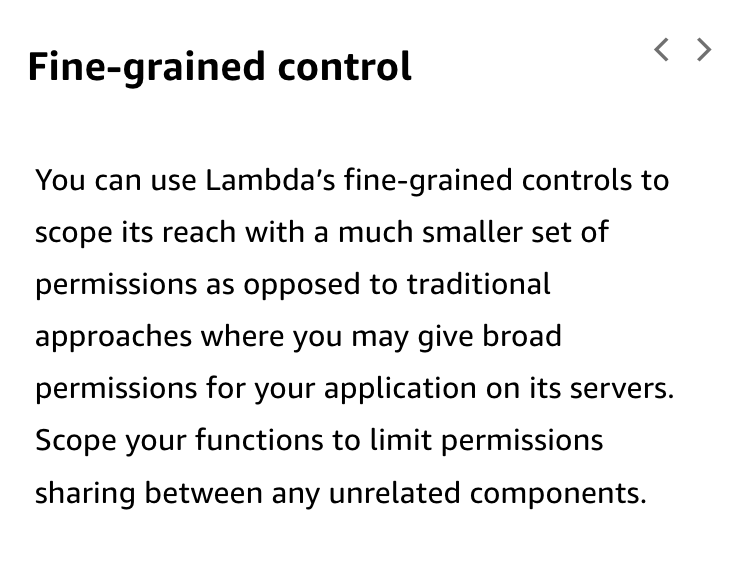 Fine-grained control
You can use Lambda’s fine-grained controls to
scope its reach with a much smaller set of
permissions as opposed to traditional
approaches where you may give broad
permissions for your application on its servers.
Scope your functions to limit permissions
sharing between any unrelated components.